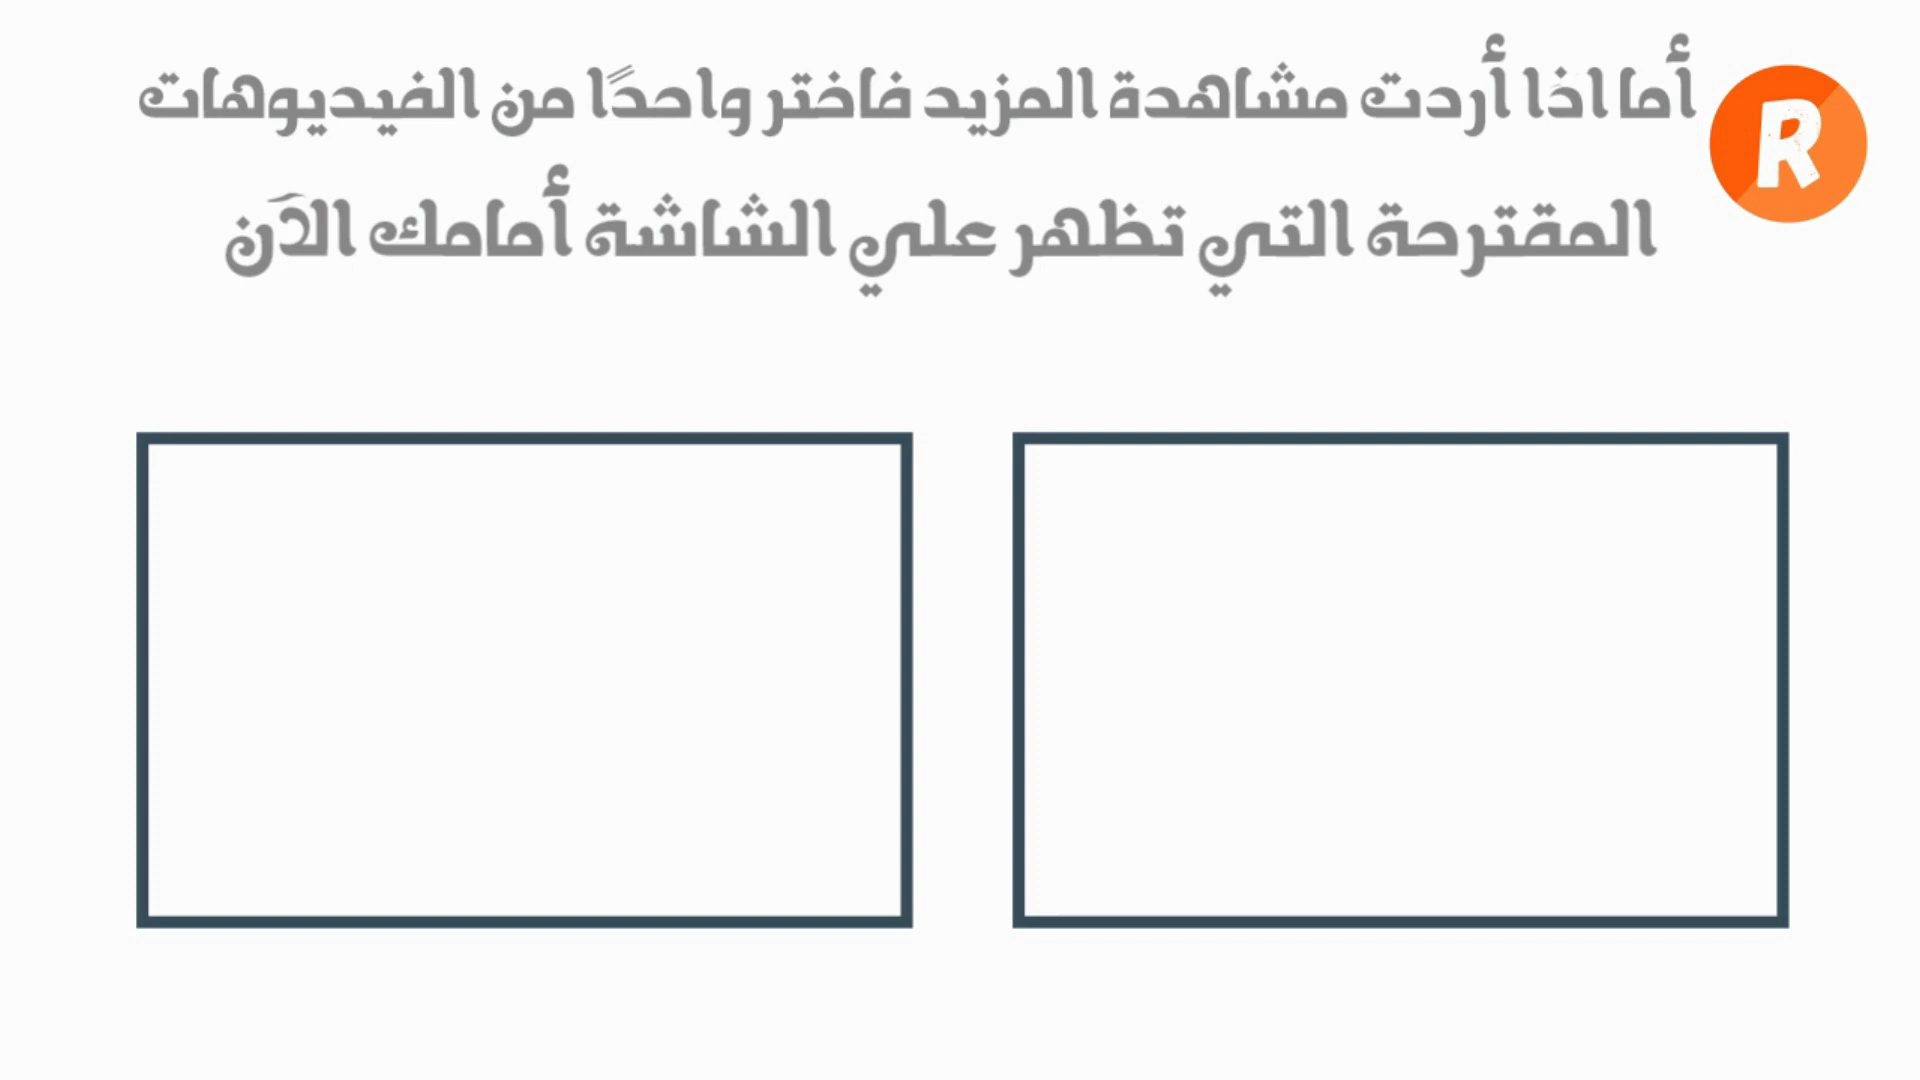 أما اذا أردت مشاهدة المزيد فاختر واحدًا من الفيديوهات
R
المقترحة التي تظهر علي الشاشة أمامك الآن